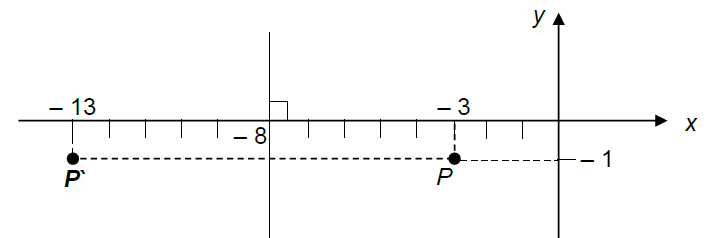 y
– 13
– 3
x
– 8
– 1
P`
P